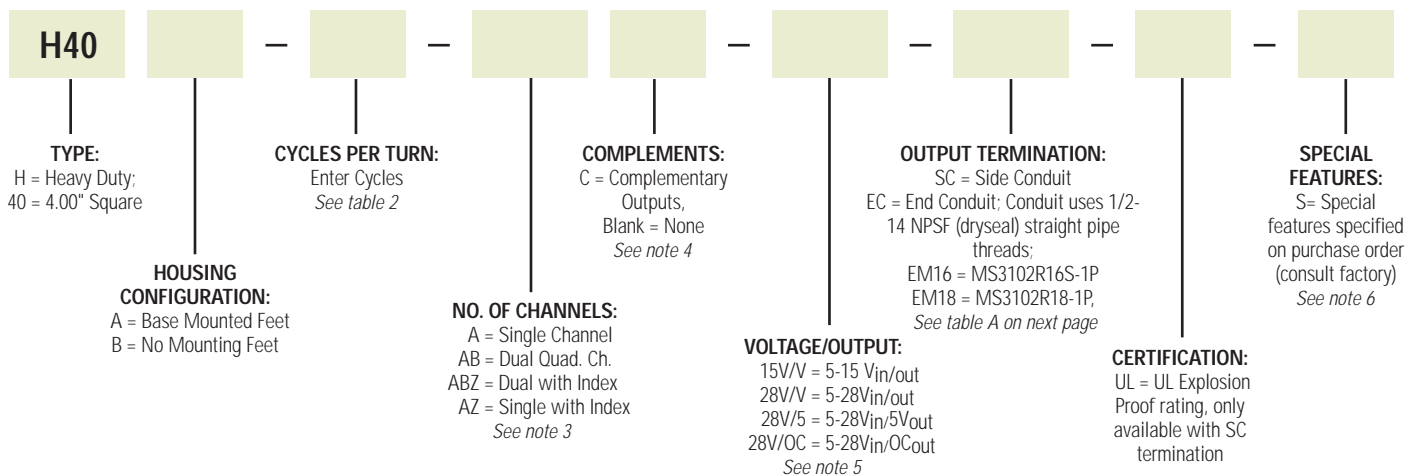 H40 – – – – – –
TYPE:
H = Heavy Duty;
40 = 4.00" Square
HOUSING
CONFIGURATION:
A = Base Mounted Feet
B = No Mounting Feet
CYCLES PER TURN:
Enter Cycles
See table 2
NO. OF CHANNELS:
A = Single Channel
AB = Dual Quad. Ch.
ABZ = Dual with Index
AZ = Single with Index
See note 3
COMPLEMENTS:
C = Complementary
Outputs,
Blank = None
See note 4
VOLTAGE/OUTPUT:
15V/V = 5-15 Vin/out
28V/V = 5-28Vin/out
28V/5 = 5-28Vin/5Vout
28V/OC = 5-28Vin/OCout
See note 5
OUTPUT TERMINATION:
SC = Side Conduit
EC = End Conduit; Conduit uses 1/2-
14 NPSF (dryseal) straight pipe
threads;
EM16 = MS3102R16S-1P
EM18 = MS3102R18-1P,
See table A on next page
CERTIFICATION:
UL = UL Explosion
Proof rating, only
available with SC
termination
SPECIAL
FEATURES:
S= Special
features specified
on purchase order
(consult factory)
See note 6